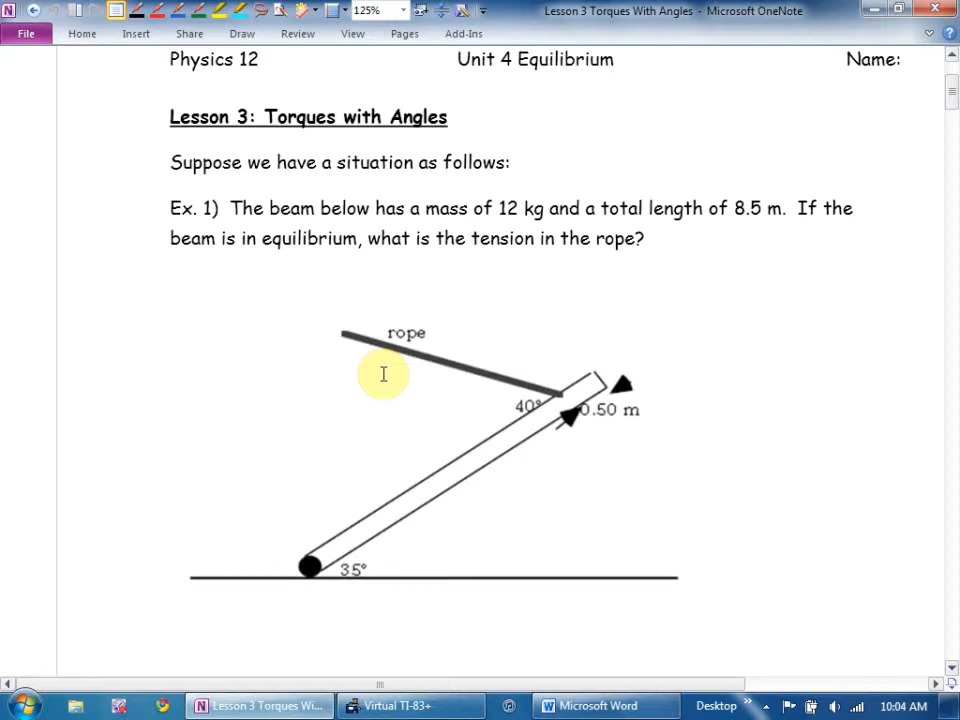 125%
Lesson 3 Torques With Angles - Microsoft OneNote
File Home Insert Share Draw Review View Pages Add-Ins
Physics 12 Unit 4 Equilibrium Name:
Lesson 3: Torques with Angles
Suppose we have a situation as follows:
Ex. 1) The beam below has a mass of 12 kg and a total length of 8.5 m. If the
beam is in equilibrium, what is the tension in the rope?
rope
40°
0.50 m
35°
Lesson 3 Torques Wi... Virtual TI-83+ Microsoft Word Desktop 10:04 AM